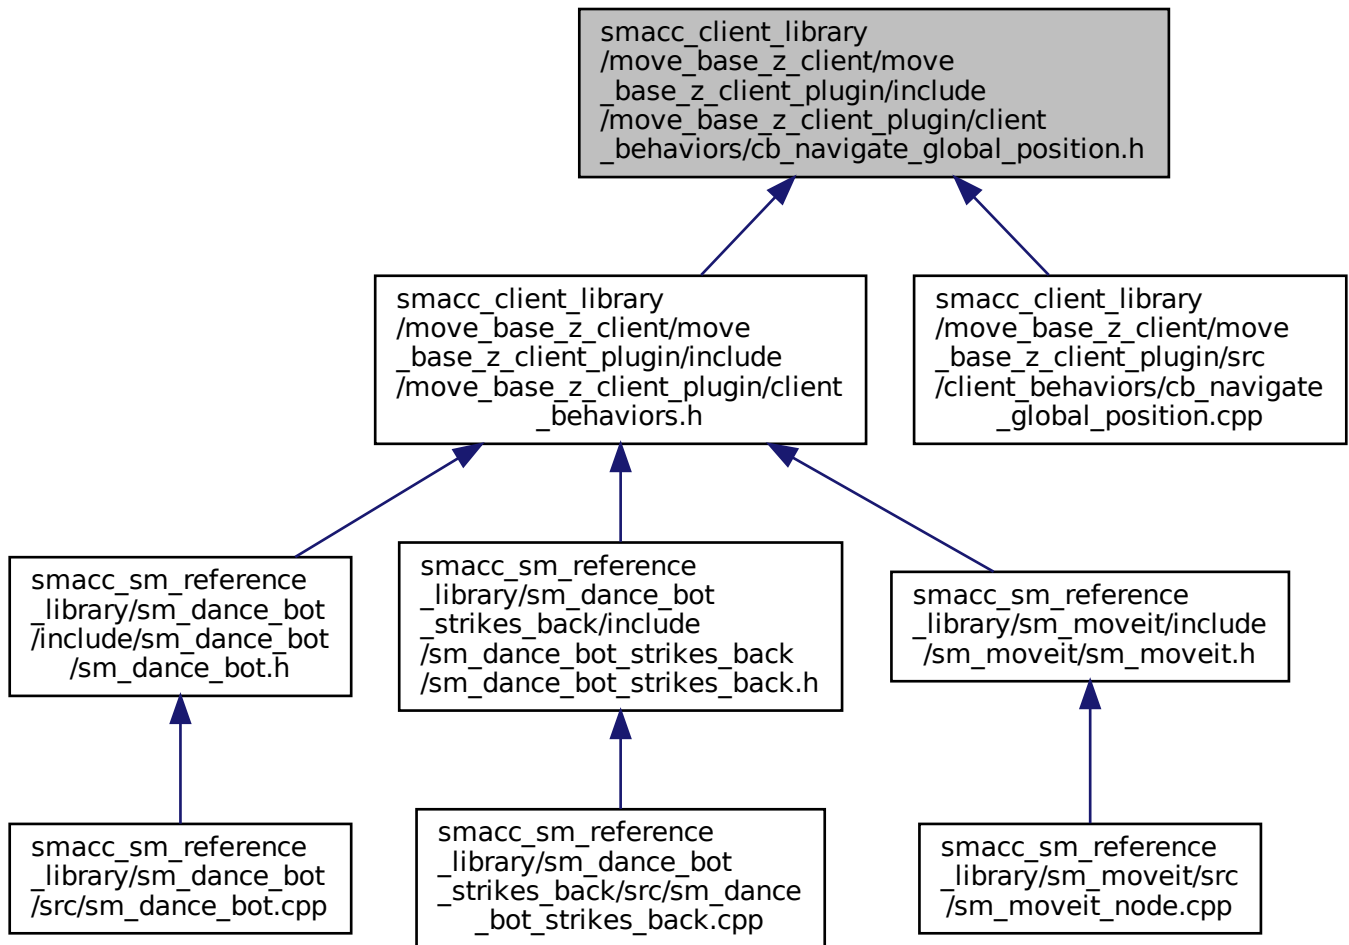 smacc_client_library
/move_base_z_client/move
_base_z_client_plugin/include
/move_base_z_client_plugin/client
_behaviors/cb_navigate_global_position.h
smacc_client_library
/move_base_z_client/move
_base_z_client_plugin/include
/move_base_z_client_plugin/client
_behaviors.h
smacc_client_library
/move_base_z_client/move
_base_z_client_plugin/src
/client_behaviors/cb_navigate
_global_position.cpp
smacc_sm_reference
_library/sm_dance_bot
/include/sm_dance_bot
/sm_dance_bot.h
smacc_sm_reference
_library/sm_dance_bot
_strikes_back/include
/sm_dance_bot_strikes_back
/sm_dance_bot_strikes_back.h
smacc_sm_reference
_library/sm_moveit/include
/sm_moveit/sm_moveit.h
smacc_sm_reference
_library/sm_dance_bot
/src/sm_dance_bot.cpp
smacc_sm_reference
_library/sm_dance_bot
_strikes_back/src/sm_dance
_bot_strikes_back.cpp
smacc_sm_reference
_library/sm_moveit/src
/sm_moveit_node.cpp